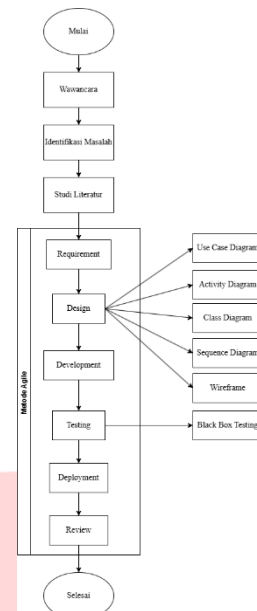 Mulai
Wawancara
Identifikasi Masalah
Studi Literatur
Metode Agile
Requirement
Design
Use Case Diagram
Activity Diagram
Class Diagram
Sequence Diagram
Wireframe
Development
Testing
Black Box Testing
Deployment
Review
Selesai